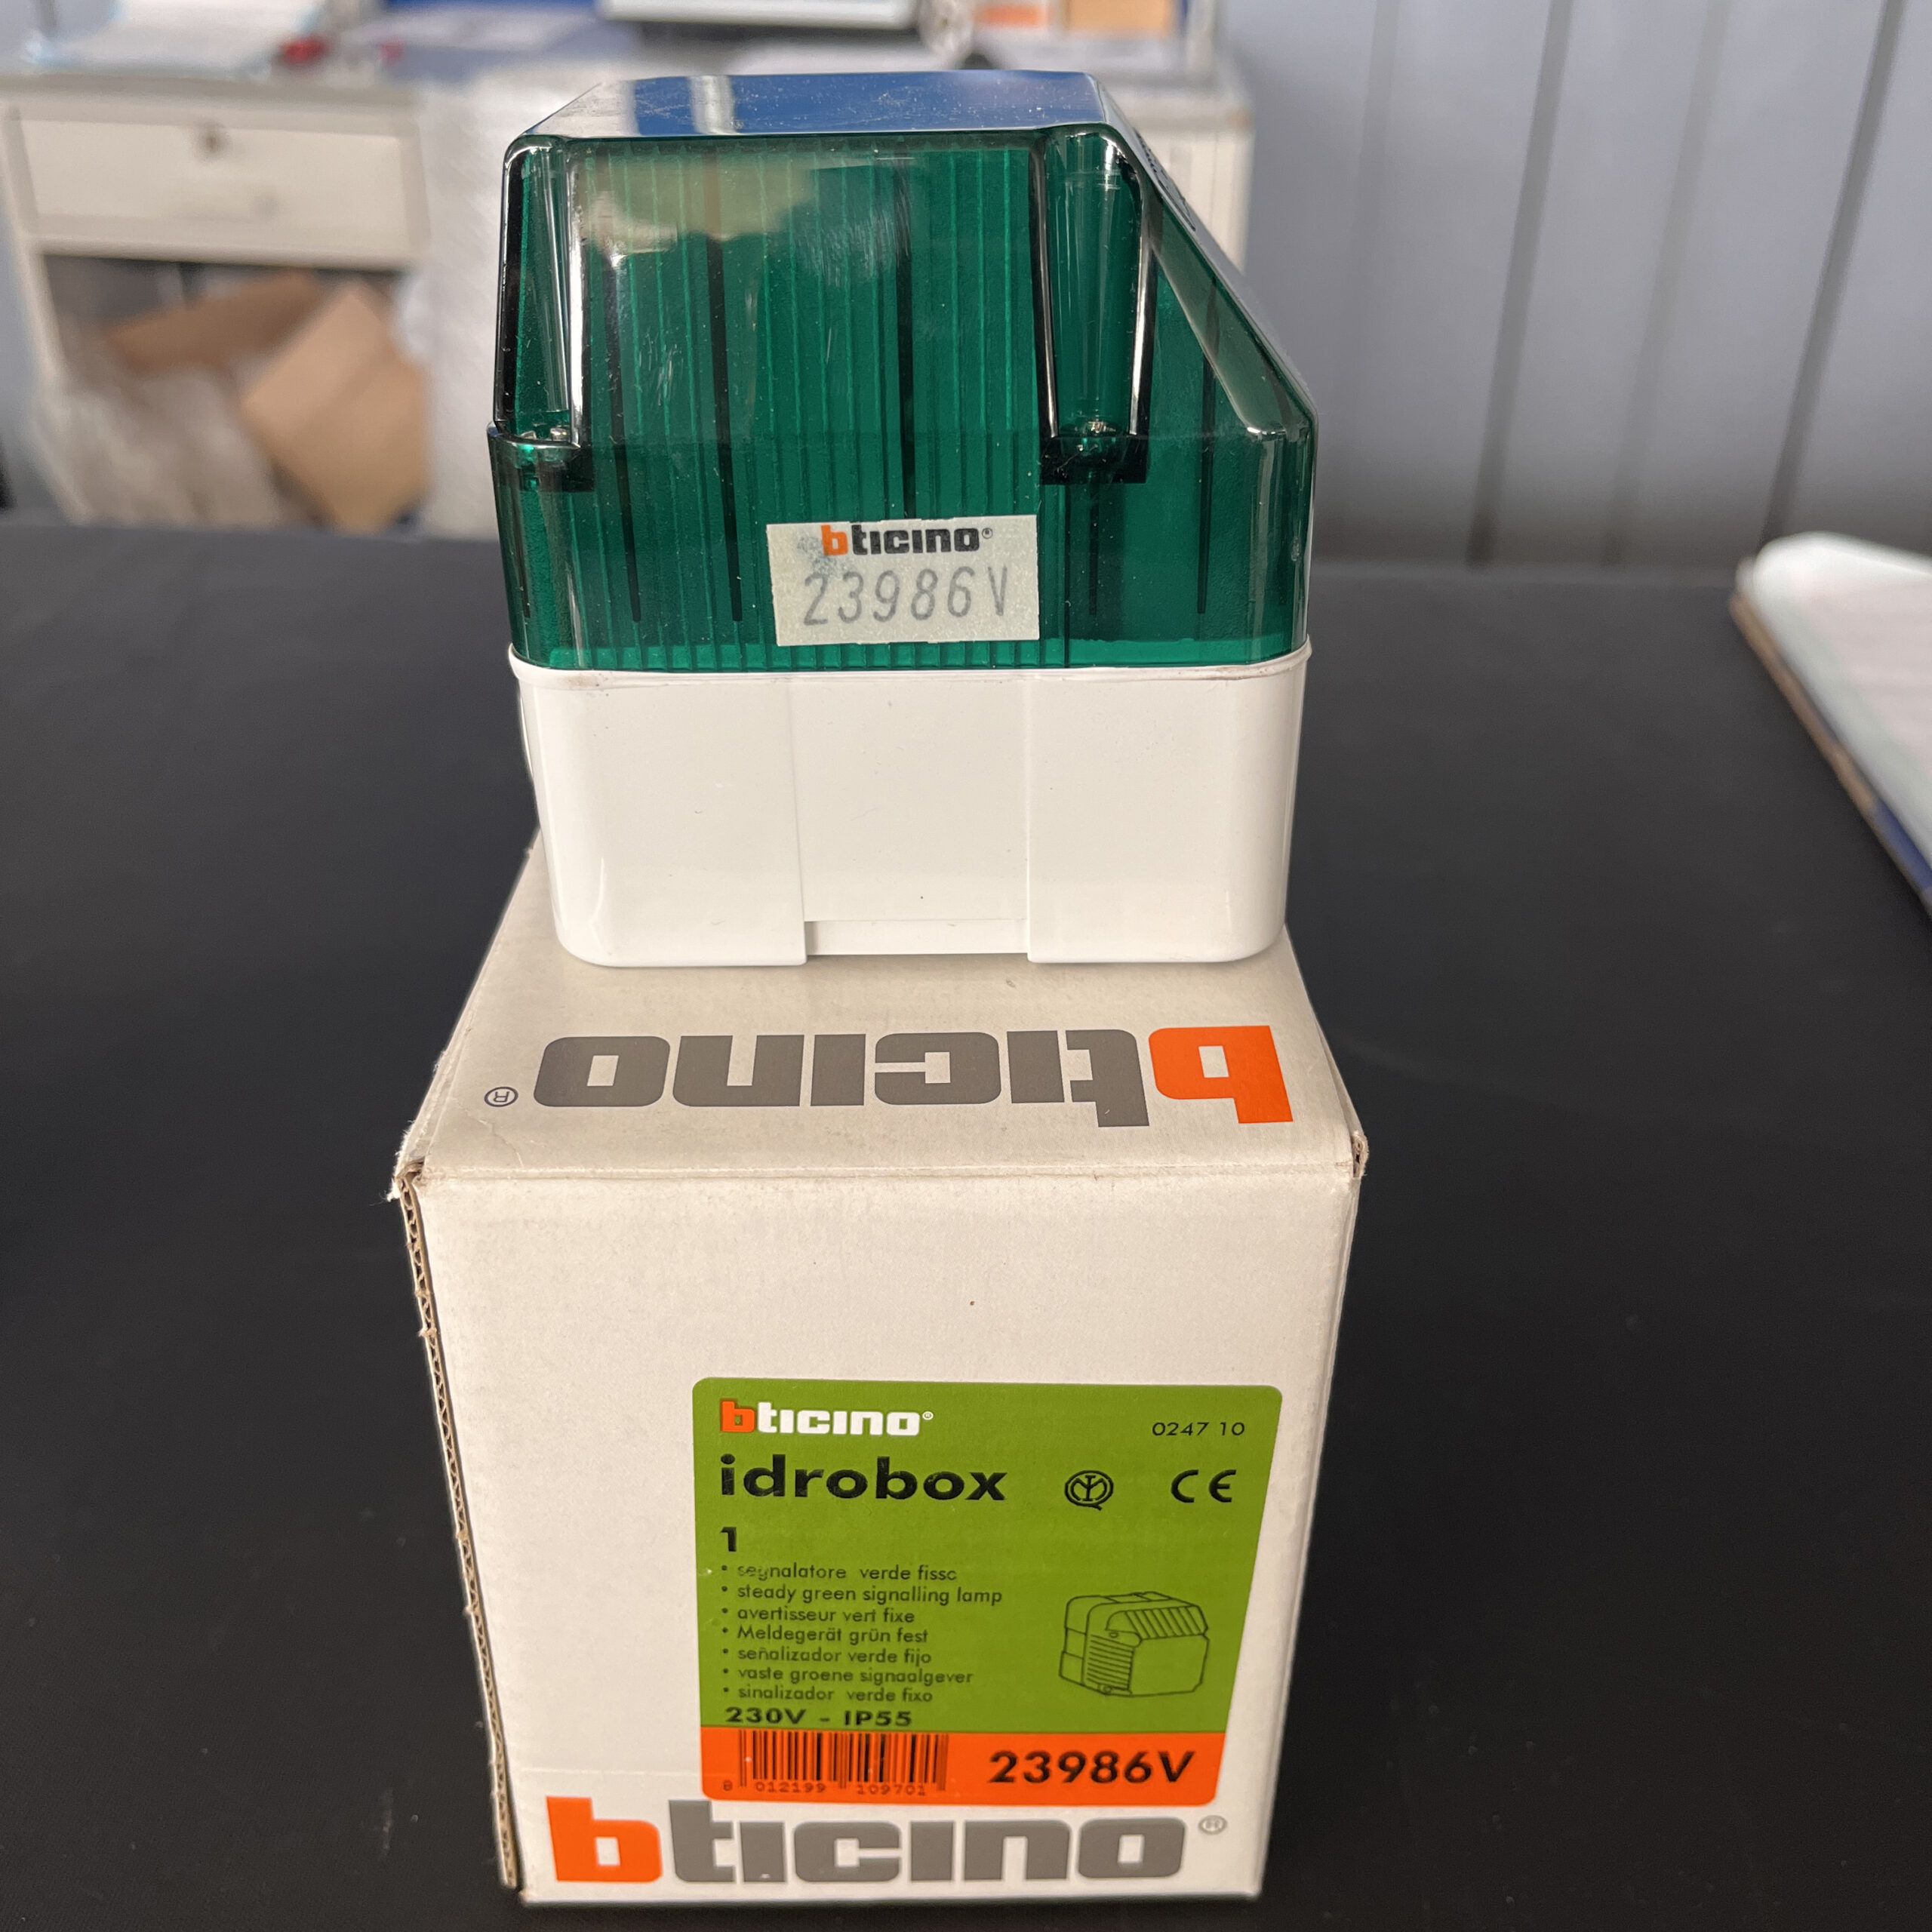 bticino®
23986V
bticino®
bticino® 0247 10
idrobox CE
1
• segnalatore verde fisso
• steady green signalling lamp
• avertisseur vert fixe
• Meldegerät grün fest
• señalizador verde fijo
• vaste groene signaalgever
• sinalizador verde fixo
230V - IP55
23986V
8 012199 109701
bticino®